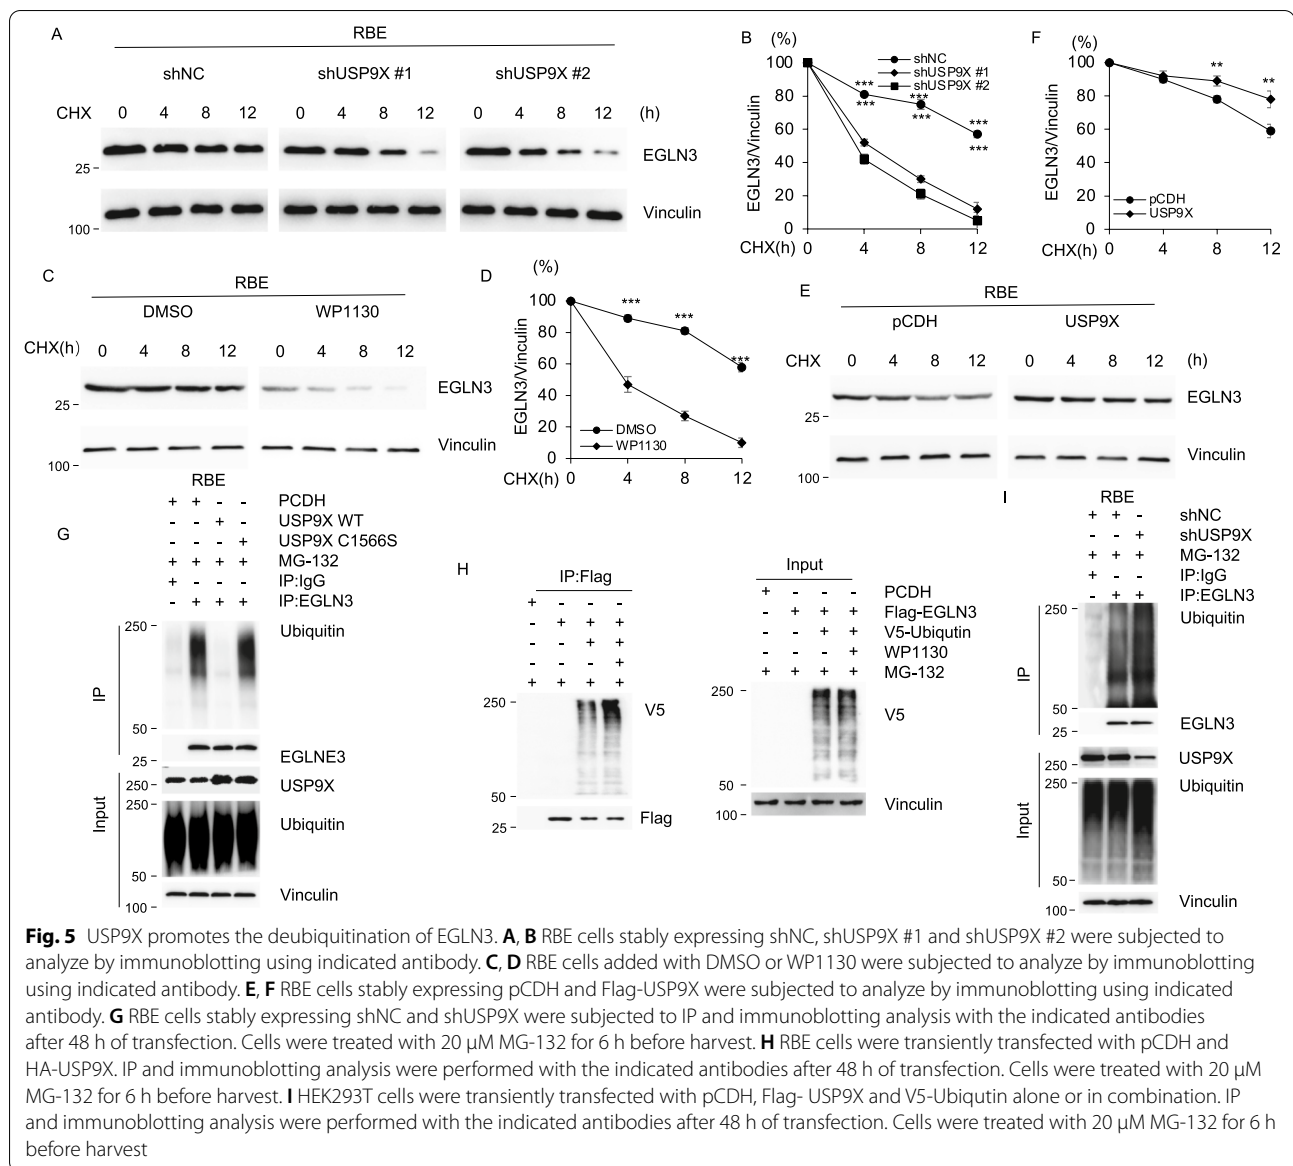 A
RBE
shNC shUSP9X #1 shUSP9X #2
CHX 0 4 8 12 0 4 8 12 0 4 8 12 (h)
EGLN3
25
Vinculin
100
B (%)
EGLN3/Vinculin
100
80
60
40
20
0
shNC
shUSP9X #1
shUSP9X #2
*** *** ***
*** *** ***
CHX(h) 0 4 8 12
F (%)
EGLN3/Vinculin
100
80
60
40
20
0
** **
pCDH
USP9X
CHX(h) 0 4 8 12
C
RBE
DMSO WP1130
CHX(h) 0 4 8 12 0 4 8 12
EGLN3
25
Vinculin
100
D (%)
EGLN3/Vinculin
100
80
60
40
20
0
*** *** ***
DMSO
WP1130
CHX(h) 0 4 8 12
E
RBE
pCDH USP9X
CHX 0 4 8 12 0 4 8 12 (h)
EGLN3
25
Vinculin
100
G
RBE
+ + - - PCDH
- - + - USP9X WT
- - - + USP9X C1566S
+ + + + MG-132
+ - - - IP:IgG
- + + + IP:EGLN3
IP
250 Ubiquitin
50
EGLNE3
25
Input
250 USP9X
250
Ubiquitin
50
Vinculin
100
H
IP:Flag
+ - - -
- + + +
- - + +
- - - +
+ + + +
250 V5
50
25 Flag
Input
+ - - - PCDH
- + + + Flag-EGLN3
- - + + V5-Ubiqutin
- - - + WP1130
+ + + + MG-132
250
V5
50
Vinculin
100
I
RBE
+ + - shNC
- - + shUSP9X
+ + + MG-132
+ - - IP:IgG
- + + IP:EGLN3
IP
250 Ubiquitin
50
EGLN3
25
Input
USP9X
250
250 Ubiquitin
50
Vinculin
100
Fig. 5 USP9X promotes the deubiquitination of EGLN3. A, B RBE cells stably expressing shNC, shUSP9X #1 and shUSP9X #2 were subjected to
analyze by immunoblotting using indicated antibody. C, D RBE cells added with DMSO or WP1130 were subjected to analyze by immunoblotting
using indicated antibody. E, F RBE cells stably expressing pCDH and Flag-USP9X were subjected to analyze by immunoblotting using indicated
antibody. G RBE cells stably expressing shNC and shUSP9X were subjected to IP and immunoblotting analysis with the indicated antibodies
after 48 h of transfection. Cells were treated with 20 µM MG-132 for 6 h before harvest. H RBE cells were transiently transfected with pCDH and
HA-USP9X. IP and immunoblotting analysis were performed with the indicated antibodies after 48 h of transfection. Cells were treated with 20 µM
MG-132 for 6 h before harvest. I HEK293T cells were transiently transfected with pCDH, Flag- USP9X and V5-Ubiqutin alone or in combination. IP
and immunoblotting analysis were performed with the indicated antibodies after 48 h of transfection. Cells were treated with 20 µM MG-132 for 6 h
before harvest